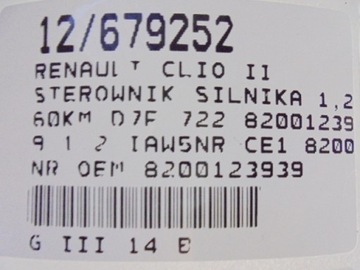 12/679252
RENAULT CLIO II
STEROWNIK SILNIKA 1,2
60KM D7F 722 82001239
9 1 2 IAW5NR CE1 8200
NR OEM 8200123939
G III 14 E